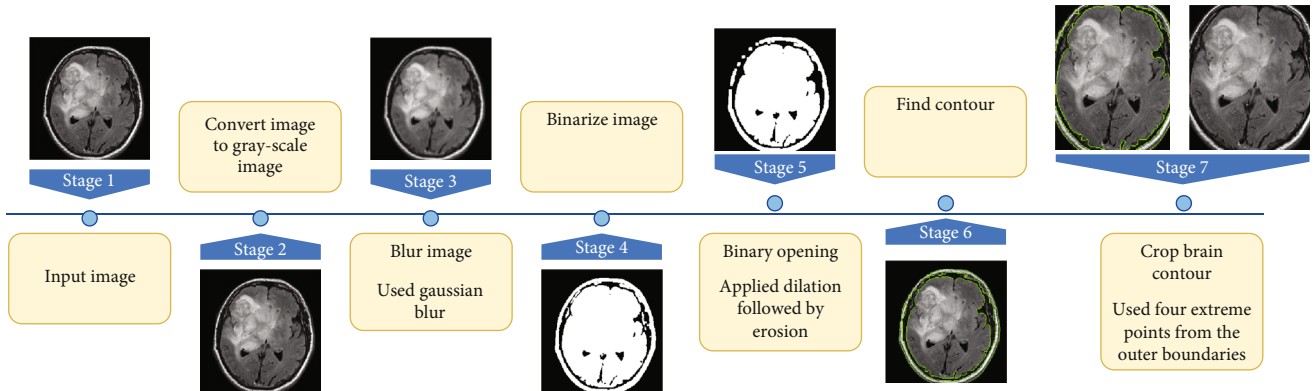 Stage 1
Input image
Convert image
to gray-scale
image
Stage 2
Stage 3
Blur image
Used gaussian
blur
Binarize image
Stage 4
Stage 5
Binary opening
Applied dilation
followed by
erosion
Find contour
Stage 6
Stage 7
Crop brain
contour
Used four extreme
points from the
outer boundaries